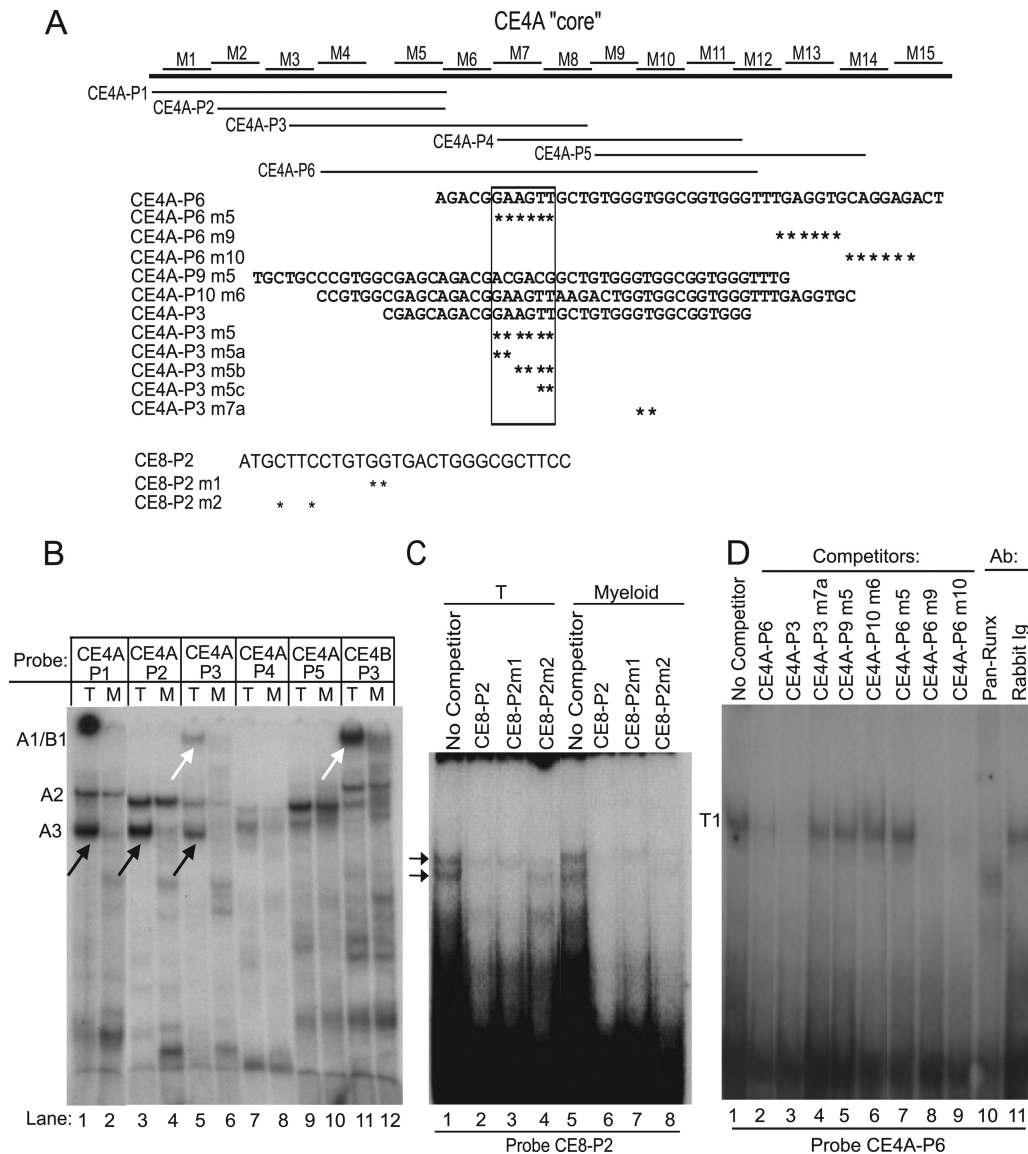 A
CE4A "core"
M1 M2 M3 M4 M5 M6 M7 M8 M9 M10 M11 M12 M13 M14 M15
CE4A-P1
CE4A-P2
CE4A-P3
CE4A-P4
CE4A-P5
CE4A-P6
CE4A-P6 AGACGGAAGTTGCTGTGGGTGGCGGTGGGTTTGAGGTGCAGGAGACT
CE4A-P6 m5 ******
CE4A-P6 m9 ******
CE4A-P6 m10 ******
CE4A-P9 m5 TGCTGCCCGTGGCGAGCAGACGACGACGGCTGTGGGTGGCGGTGGGTTTG
CE4A-P10 m6 CCGTGGCGAGCAGACGGAAGTTAAGACTGGTGGCGGTGGGTTTGAGGTGC
CE4A-P3 CGAGCAGACGGAAGTTGCTGTGGGTGGCGGTGGG
CE4A-P3 m5 ** ** **
CE4A-P3 m5a **
CE4A-P3 m5b ** **
CE4A-P3 m5c **
CE4A-P3 m7a **
CE8-P2 ATGCTTCCTGTGGTGACTGGGCGCTTCC
CE8-P2 m1 **
CE8-P2 m2 * *
B
Probe: CE4A P1 CE4A P2 CE4A P3 CE4A P4 CE4A P5 CE4B P3
T M T M T M T M T M T M
A1/B1
A2
A3
Lane: 1 2 3 4 5 6 7 8 9 10 11 12
C
T Myeloid
No Competitor
CE8-P2
CE8-P2m1
CE8-P2m2
No Competitor
CE8-P2
CE8-P2m1
CE8-P2m2
1 2 3 4 5 6 7 8
Probe CE8-P2
D
Competitors: Ab:
No Competitor
CE4A-P6
CE4A-P3
CE4A-P3 m7a
CE4A-P9 m5
CE4A-P10 m6
CE4A-P6 m5
CE4A-P6 m9
CE4A-P6 m10
Pan-Runx
Rabbit Ig
T1
1 2 3 4 5 6 7 8 9 10 11
Probe CE4A-P6